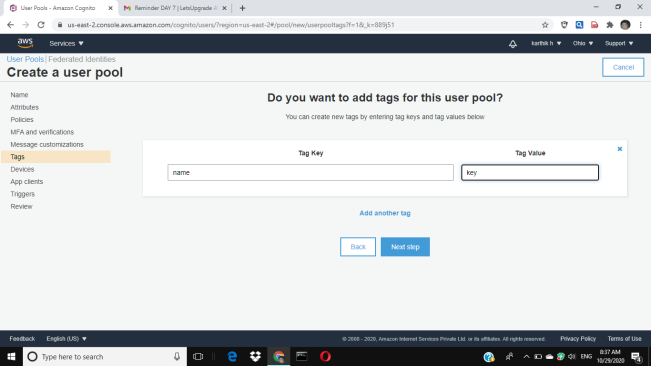 User Pools - Amazon Cognito
Reminder DAY 7 | LetsUpgrade A
us-east-2.console.aws.amazon.com/cognito/users/?region=us-east-2#/pool/new/userpooltags?f=1&l_k=889j51
aws
Services
karthik h
Ohio
Support
User Pools | Federated Identities
Create a user pool
Cancel
Name
Attributes
Policies
MFA and verifications
Message customizations
Tags
Devices
App clients
Triggers
Review
Do you want to add tags for this user pool?
You can create new tags by entering tag keys and tag values below
Tag Key
Tag Value
name
key
Add another tag
Back
Next step
Feedback
English (US)
© 2008 - 2020, Amazon Internet Services Private Ltd. or its affiliates. All rights reserved.
Privacy Policy
Terms of Use
Type here to search
ENG
8:37 AM
10/29/2020
4